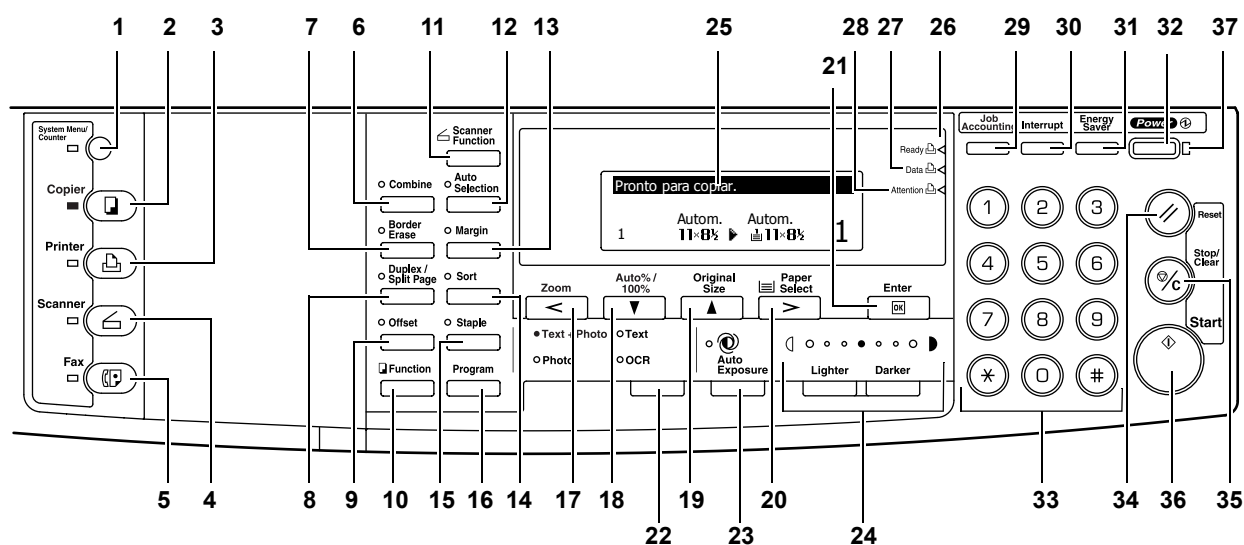 1 2 3 7 6 11 12 13 25 28 27 26 29 30 31 32 37
21
System Menu/
Counter
Copier
Printer
Scanner
Fax
Scanner
Function
Combine
Auto
Selection
Border
Erase
Margin
Duplex /
Split Page
Sort
Offset
Staple
Function
Program
Pronto para copiar.
Autom. Autom.
1 11×8½ 11×8½ 1
Ready
Data
Attention
Zoom
Auto% /
100%
Original
Size
Paper
Select
Enter
OK
Text + Photo
Text
Photo
OCR
Auto
Exposure
Lighter
Darker
Job
Accounting
Interrupt
Energy
Saver
Power
1 2 3
4 5 6
7 8 9
* 0 #
Reset
Stop/
Clear
/C
Start
5 4 8 9 10 15 16 14 17 18 19 20 33 34 36 35
22 23 24